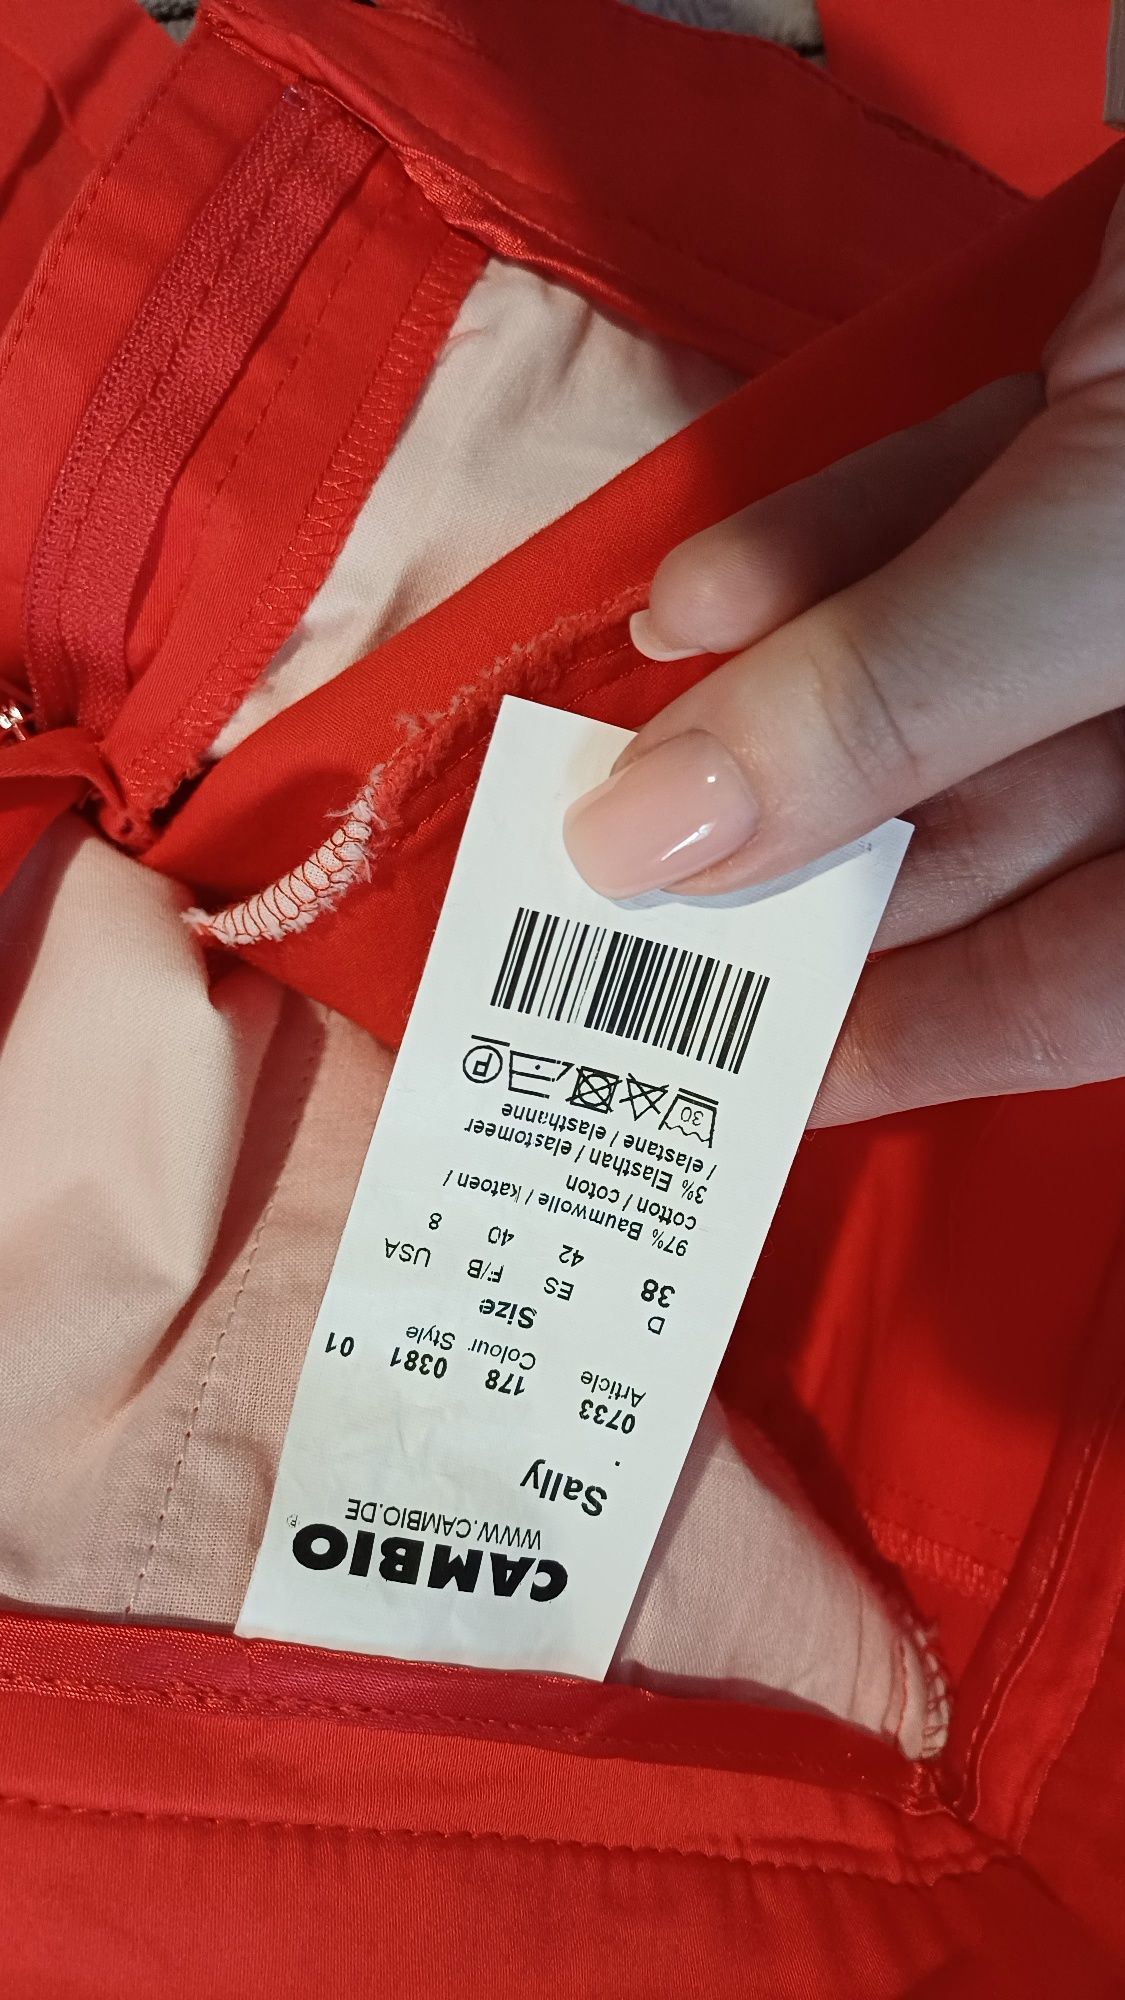 CAMBIO
WWW.CAMBIO.DE
Sally
0733 178 0381 01
Article Colour Style
Size
D ES F/B USA
38 42 40 8
97% Baumwolle / katoen /
cotton / coton
3% Elasthan / elastomeer
/ elastane / elasthanne
30
P